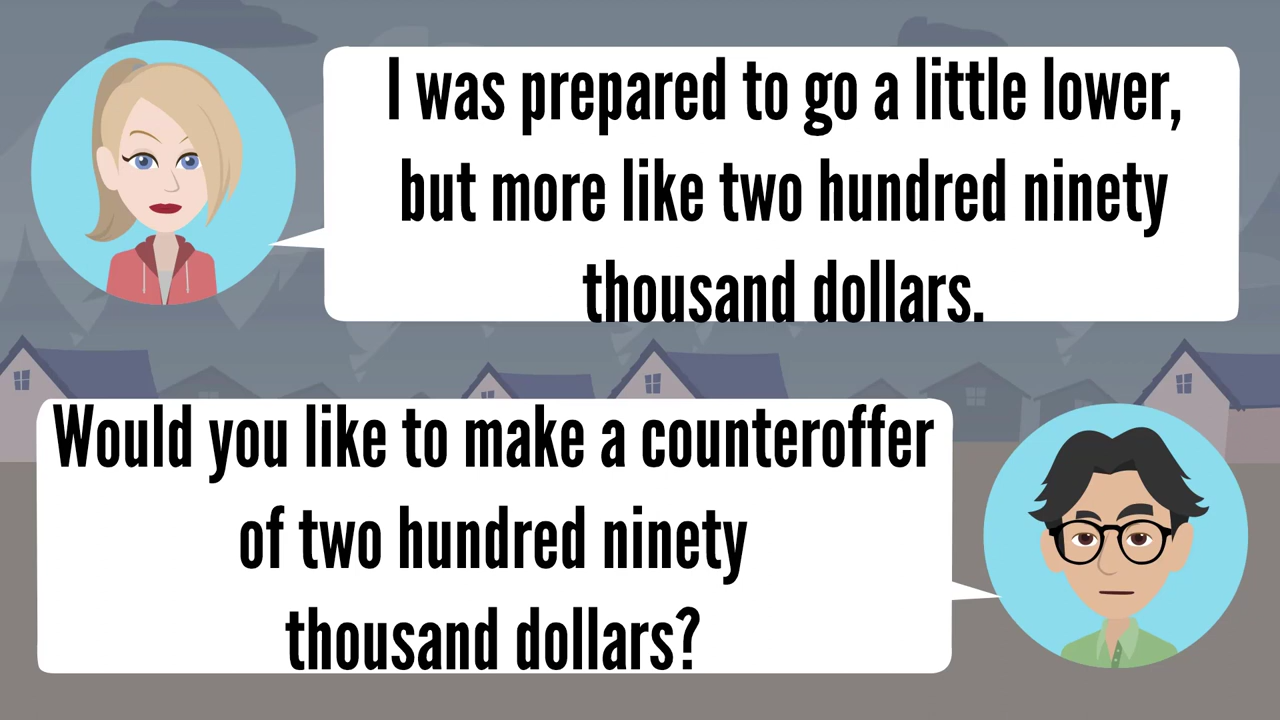 I was prepared to go a little lower,
but more like two hundred ninety
thousand dollars.
Would you like to make a counteroffer
of two hundred ninety
thousand dollars?